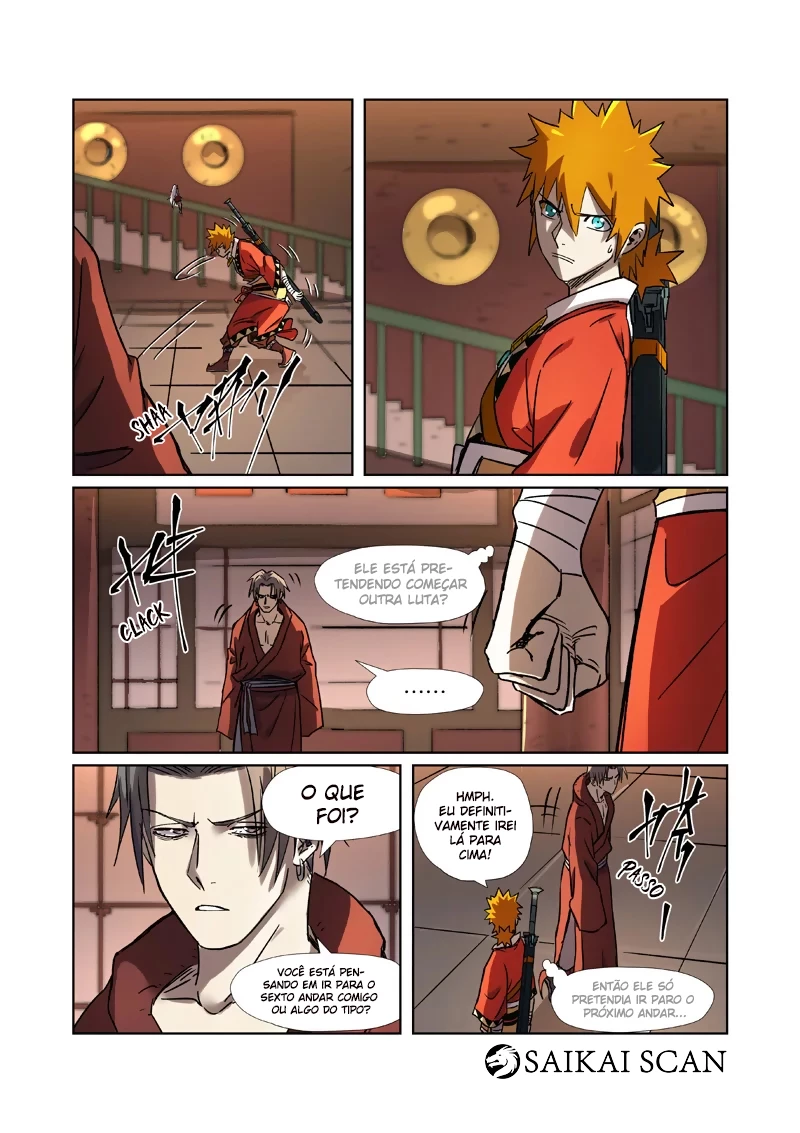 SHAA
ELE ESTÁ PRE-
TENDENDO COMEÇAR
OUTRA LUTA?
CLACK
......
O QUE
FOI?
VOCÊ ESTÁ PEN-
SANDO EM IR PARA O
SEXTO ANDAR COMIGO
OU ALGO DO TIPO?
HMPH.
EU DEFINITI-
VAMENTE IREI
LÁ PARA
CIMA!
PASSO
ENTÃO ELE SÓ
PRETENDIA IR PARO O
PRÓXIMO ANDAR...
SAIKAI SCAN